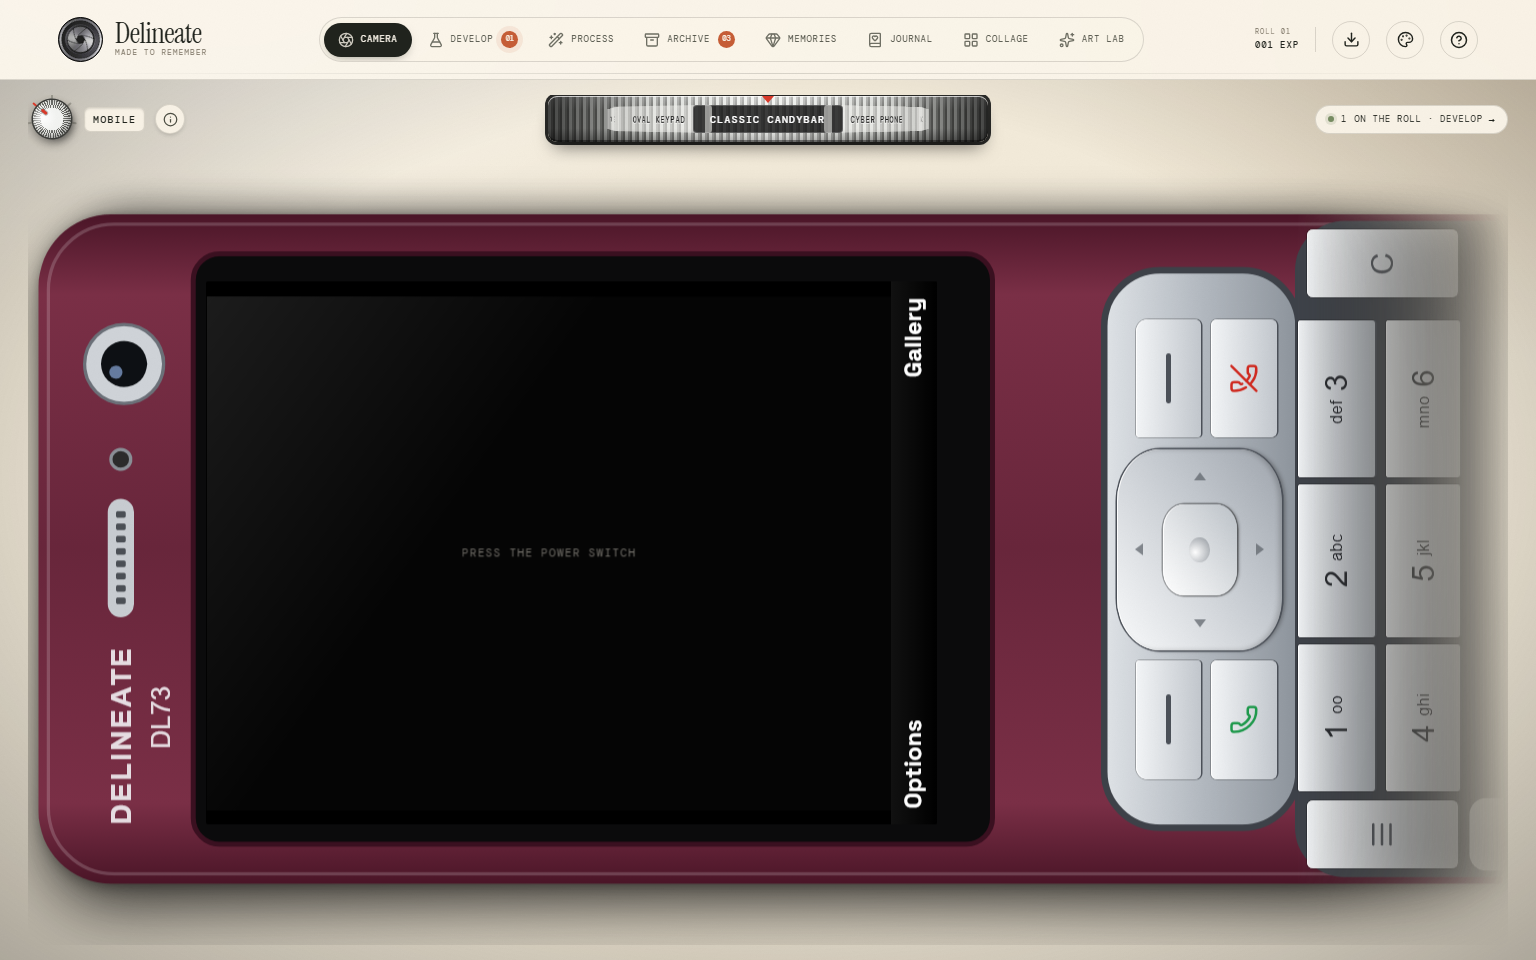 Delineate
MADE TO REMEMBER
CAMERA
DEVELOP 01
PROCESS
ARCHIVE 03
MEMORIES
JOURNAL
COLLAGE
ART LAB
ROLL 01
001 EXP
MOBILE
OVAL KEYPAD
CLASSIC CANDYBAR
CYBER PHONE
1 ON THE ROLL · DEVELOP →
DELINEATE
DL73
PRESS THE POWER SWITCH
Gallery
Options
C
def 3
mno 6
2 abc
5 jkl
1 oo
4 ghi